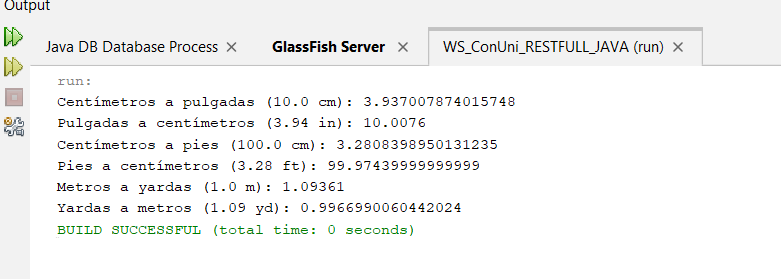 Output
Java DB Database Process × GlassFish Server × WS_ConUni_RESTFULL_JAVA (run) ×
run:
Centímetros a pulgadas (10.0 cm): 3.937007874015748
Pulgadas a centímetros (3.94 in): 10.0076
Centímetros a pies (100.0 cm): 3.2808398950131235
Pies a centímetros (3.28 ft): 99.97439999999999
Metros a yardas (1.0 m): 1.09361
Yardas a metros (1.09 yd): 0.9966990060442024
BUILD SUCCESSFUL (total time: 0 seconds)